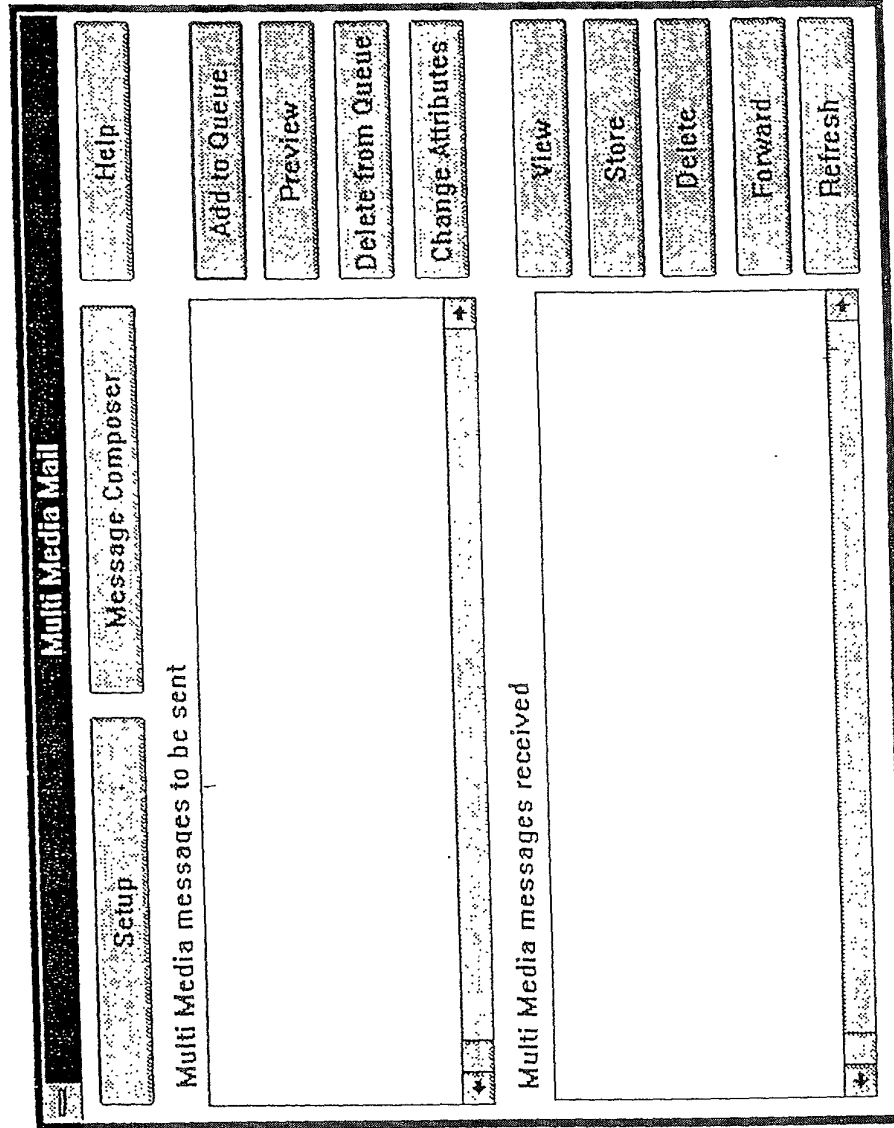 Multi Media Mail
Setup
Message Composer
Help
Multi Media messages to be sent
Add to Queue
Preview
Delete from Queue
Change Attributes
Multi Media messages received
View
Store
Delete
Forward
Refresh